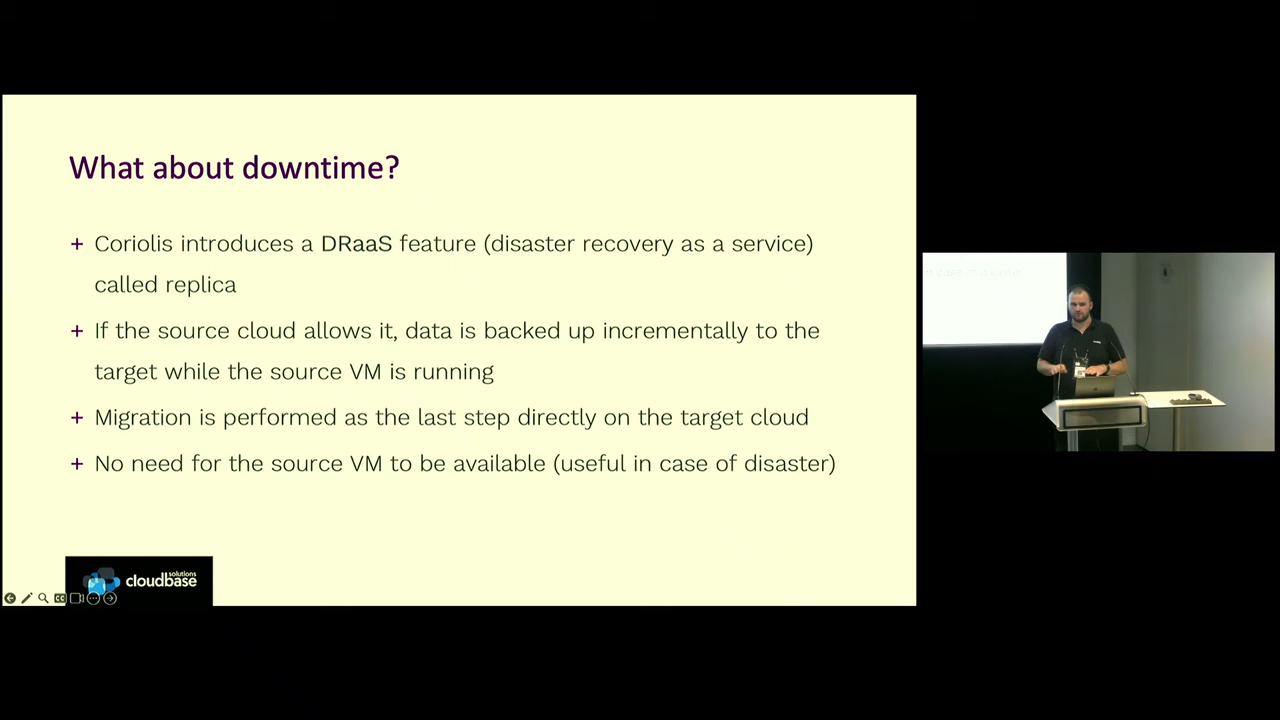 What about downtime?
+ Coriolis introduces a DRaaS feature (disaster recovery as a service)
called replica
+ If the source cloud allows it, data is backed up incrementally to the
target while the source VM is running
+ Migration is performed as the last step directly on the target cloud
+ No need for the source VM to be available (useful in case of disaster)
solutions
cloudbase